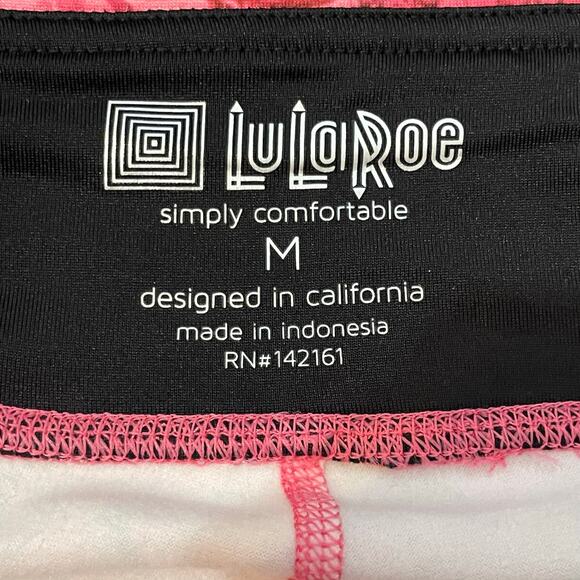 LuLaRoe
simply comfortable
M
designed in california
made in indonesia
RN#142161